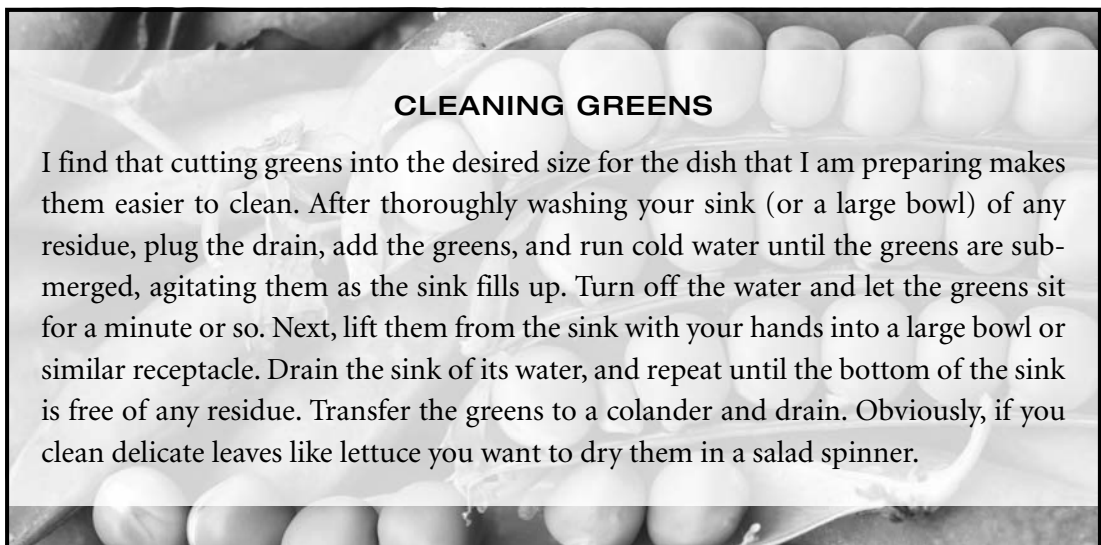 CLEANING GREENS
I find that cutting greens into the desired size for the dish that I am preparing makes
them easier to clean. After thoroughly washing your sink (or a large bowl) of any
residue, plug the drain, add the greens, and run cold water until the greens are sub-
merged, agitating them as the sink fills up. Turn off the water and let the greens sit
for a minute or so. Next, lift them from the sink with your hands into a large bowl or
similar receptacle. Drain the sink of its water, and repeat until the bottom of the sink
is free of any residue. Transfer the greens to a colander and drain. Obviously, if you
clean delicate leaves like lettuce you want to dry them in a salad spinner.